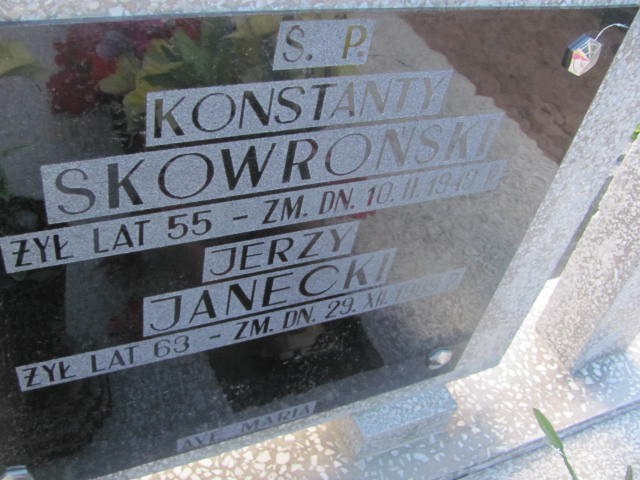 Ś. P.
KONSTANTY
SKOWROŃSKI
ŻYŁ LAT 55 - ZM. DN. 10. II. 1949 R.
JERZY
JANECKI
ŻYŁ LAT 63 - ZM. DN. 29. XII.
AVE MARIA